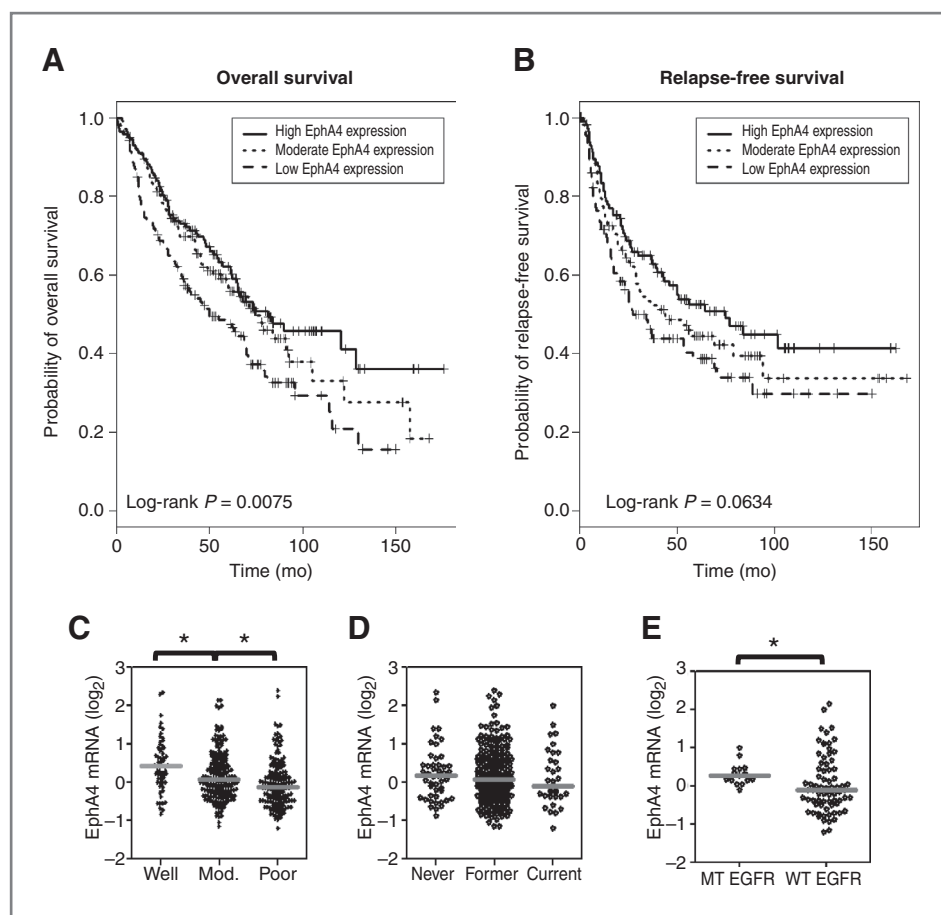 A
Overall survival
High EphA4 expression
Moderate EphA4 expression
Low EphA4 expression
Probability of overall survival
1.0
0.8
0.6
0.4
0.2
0.0
Log-rank P = 0.0075
0
50
100
150
Time (mo)
B
Relapse-free survival
High EphA4 expression
Moderate EphA4 expression
Low EphA4 expression
Probability of relapse-free survival
1.0
0.8
0.6
0.4
0.2
0.0
Log-rank P = 0.0634
0
50
100
150
Time (mo)
C
*
*
EphA4 mRNA (log2)
3
2
1
0
−1
−2
Well
Mod.
Poor
D
EphA4 mRNA (log2)
3
2
1
0
−1
−2
Never
Former
Current
E
*
EphA4 mRNA (log2)
3
2
1
0
−1
−2
MT EGFR
WT EGFR